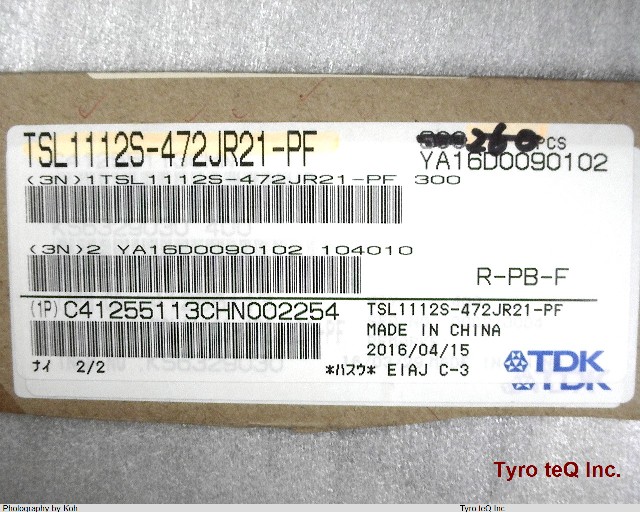 TSL1112S-472JR21-PF
260 PCS
YA16D0090102
(3N)1TSL1112S-472JR21-PF 300
(3N)2 YA16D0090102 104010
R-PB-F
(1P) C41255113CHN002254
TSL1112S-472JR21-PF
MADE IN CHINA
2016/04/15
ナイ 2/2
*ハスウ* EIAJ C-3
TDK
TDK
Tyro teQ Inc.
Photography by Koh
Tyro teQ Inc